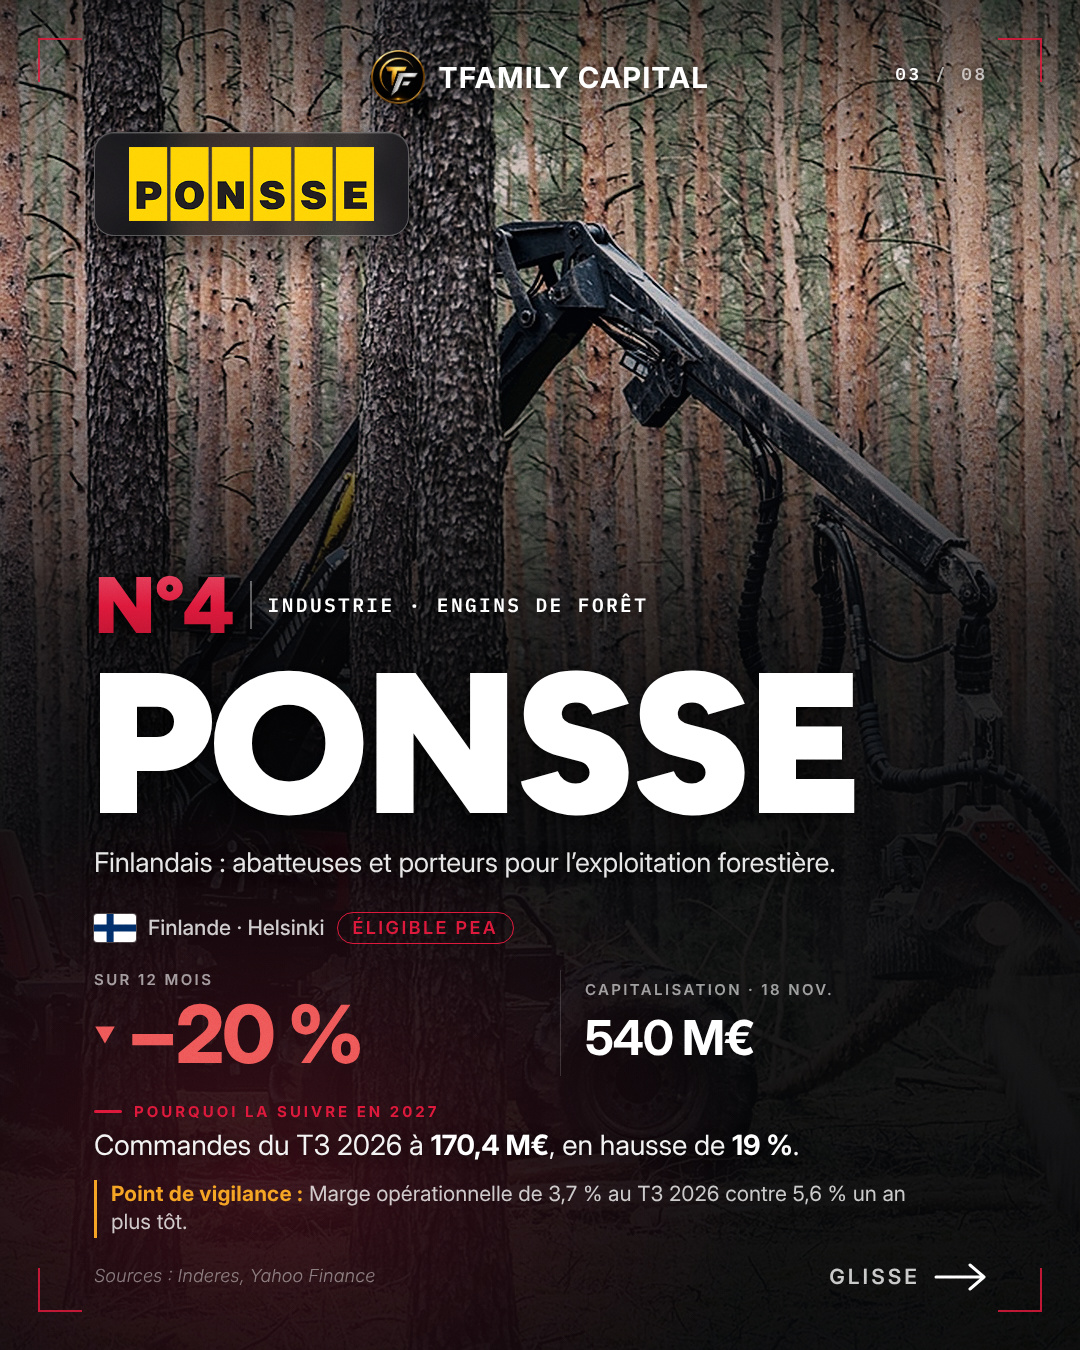 TFAMILY CAPITAL
03 / 08
PONSSE
N°4
INDUSTRIE · ENGINS DE FORÊT
PONSSE
Finlandais : abatteuses et porteurs pour l’exploitation forestière.
Finlande · Helsinki
ÉLIGIBLE PEA
SUR 12 MOIS
▼ –20 %
CAPITALISATION · 18 NOV.
540 M€
POURQUOI LA SUIVRE EN 2027
Commandes du T3 2026 à 170,4 M€, en hausse de 19 %.
Point de vigilance : Marge opérationnelle de 3,7 % au T3 2026 contre 5,6 % un an
plus tôt.
Sources : Inderes, Yahoo Finance
GLISSE →